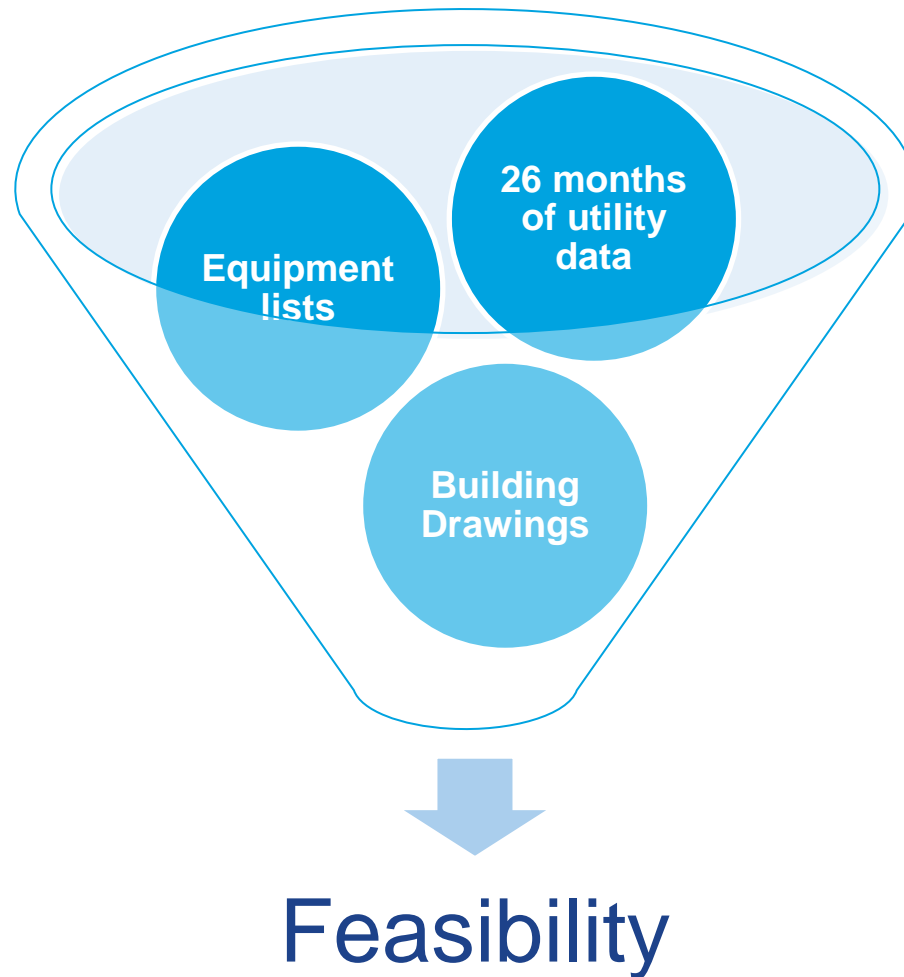 26 months
of utility
data
Equipment
lists
Building
Drawings
Feasibility